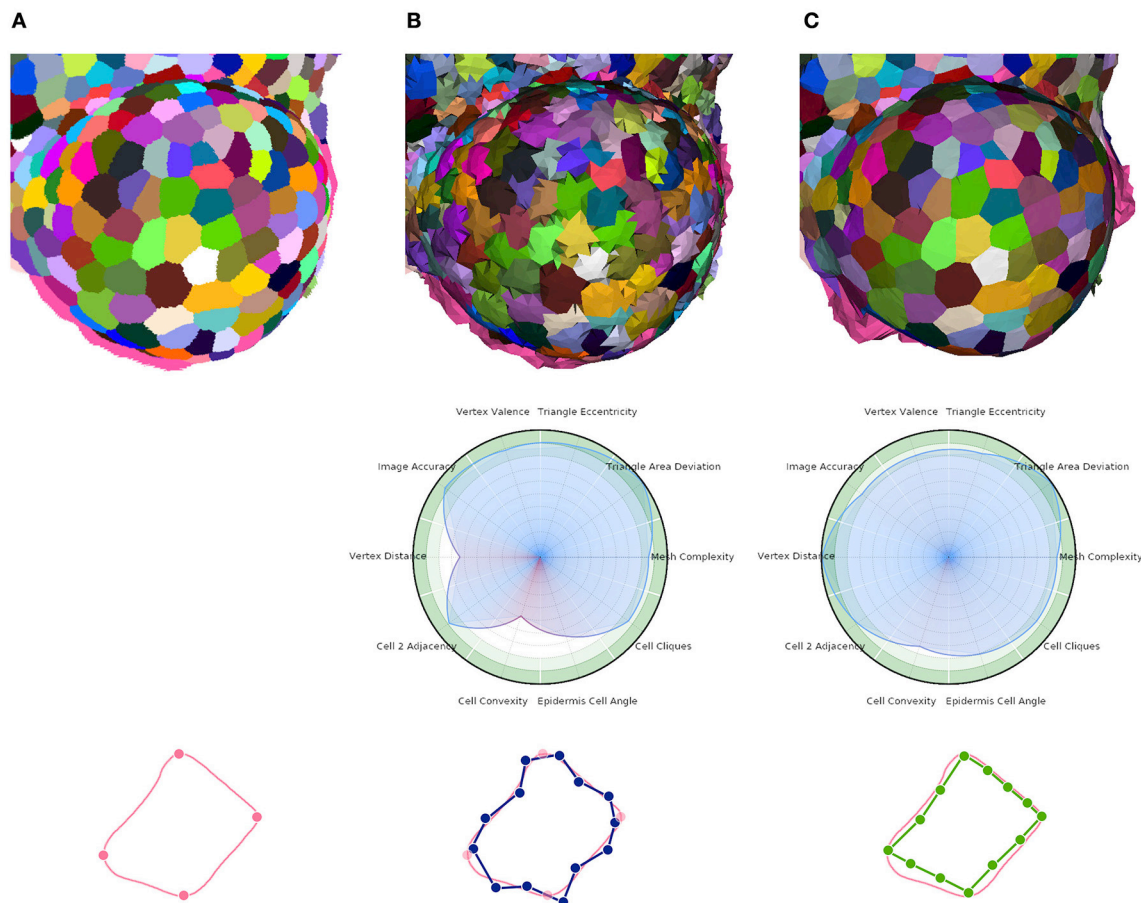 A B C
Vertex Valence Triangle Eccentricity
Image Accuracy Triangle Area Deviation
Vertex Distance Mesh Complexity
Cell 2 Adjacency Cell Cliques
Cell Convexity Epidermis Cell Angle
Vertex Valence Triangle Eccentricity
Image Accuracy Triangle Area Deviation
Vertex Distance Mesh Complexity
Cell 2 Adjacency Cell Cliques
Cell Convexity Epidermis Cell Angle